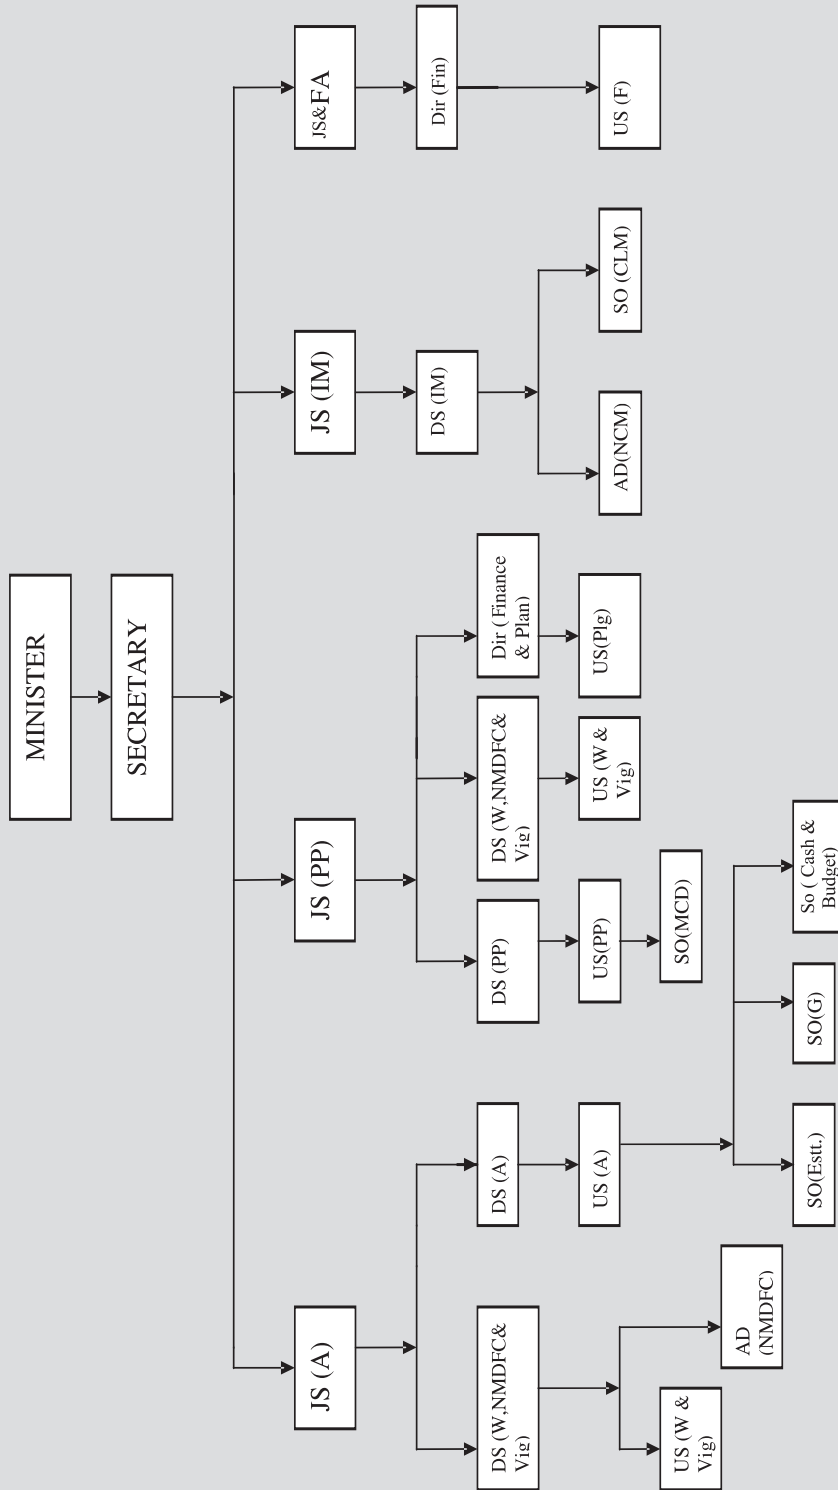 MINISTER
SECRETARY
JS (A)
JS (PP)
JS (IM)
JS&FA
DS (W,NMDFC&
Vig)
DS (A)
DS (PP)
DS (W,NMDFC&
Vig)
Dir (Finance
& Plan)
DS (IM)
Dir (Fin)
US (A)
US(PP)
US (W &
Vig)
US(Plg)
AD(NCM)
SO (CLM)
US (F)
US (W &
Vig)
AD
(NMDFC)
SO(MCD)
SO(Estt.)
SO(G)
So ( Cash &
Budget)